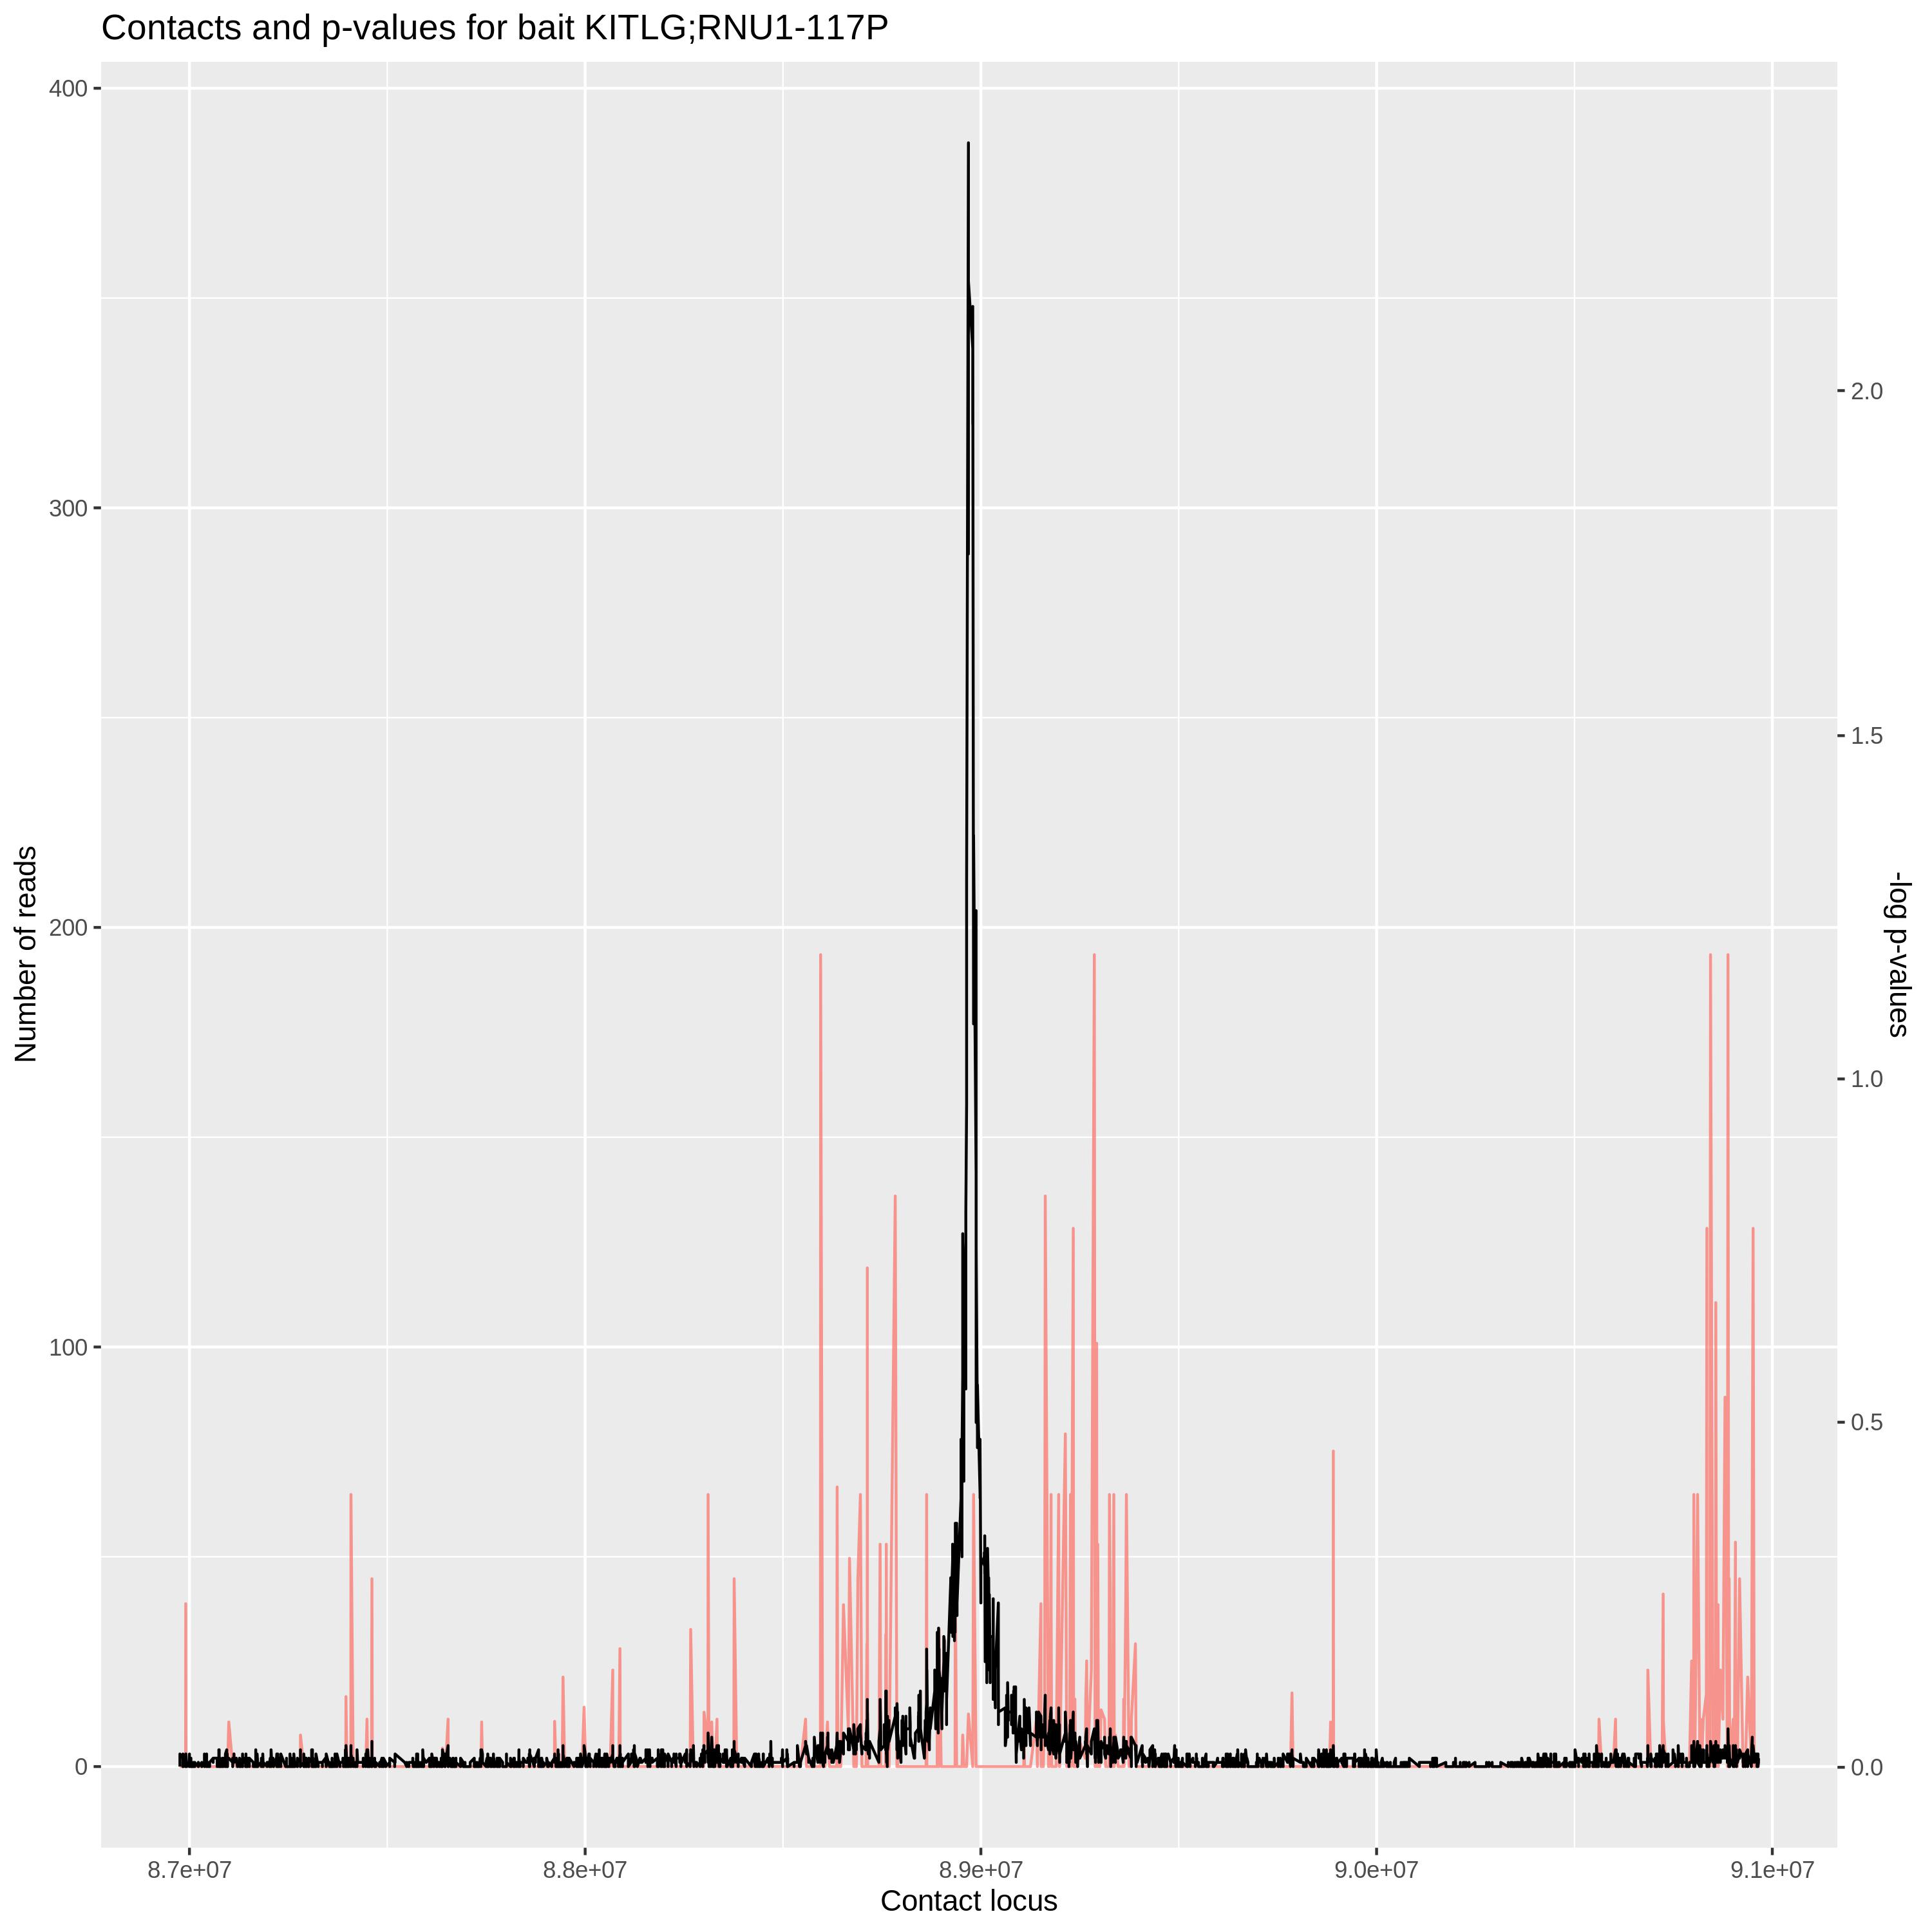 Contacts and p-values for bait KITLG;RNU1-117P
400
300
200
100
0
Number of reads
2.0
1.5
1.0
0.5
0.0
-log p-values
8.7e+07
8.8e+07
8.9e+07
9.0e+07
9.1e+07
Contact locus